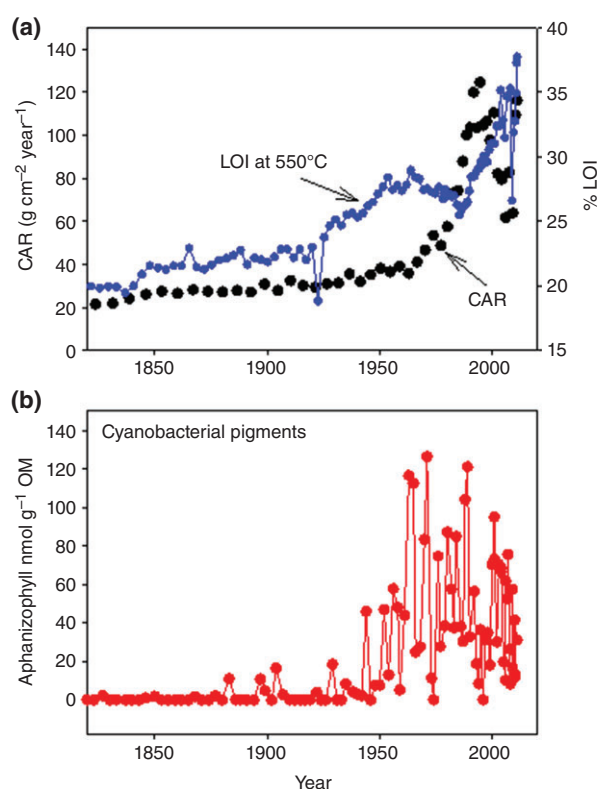 (a)
140
120
100
80
60
40
20
0
CAR (g cm⁻² year⁻¹)
LOI at 550°C
CAR
40
35
30
25
20
15
% LOI
1850 1900 1950 2000
(b)
Cyanobacterial pigments
140
120
100
80
60
40
20
0
Aphanizophyll nmol g⁻¹ OM
1850 1900 1950 2000
Year